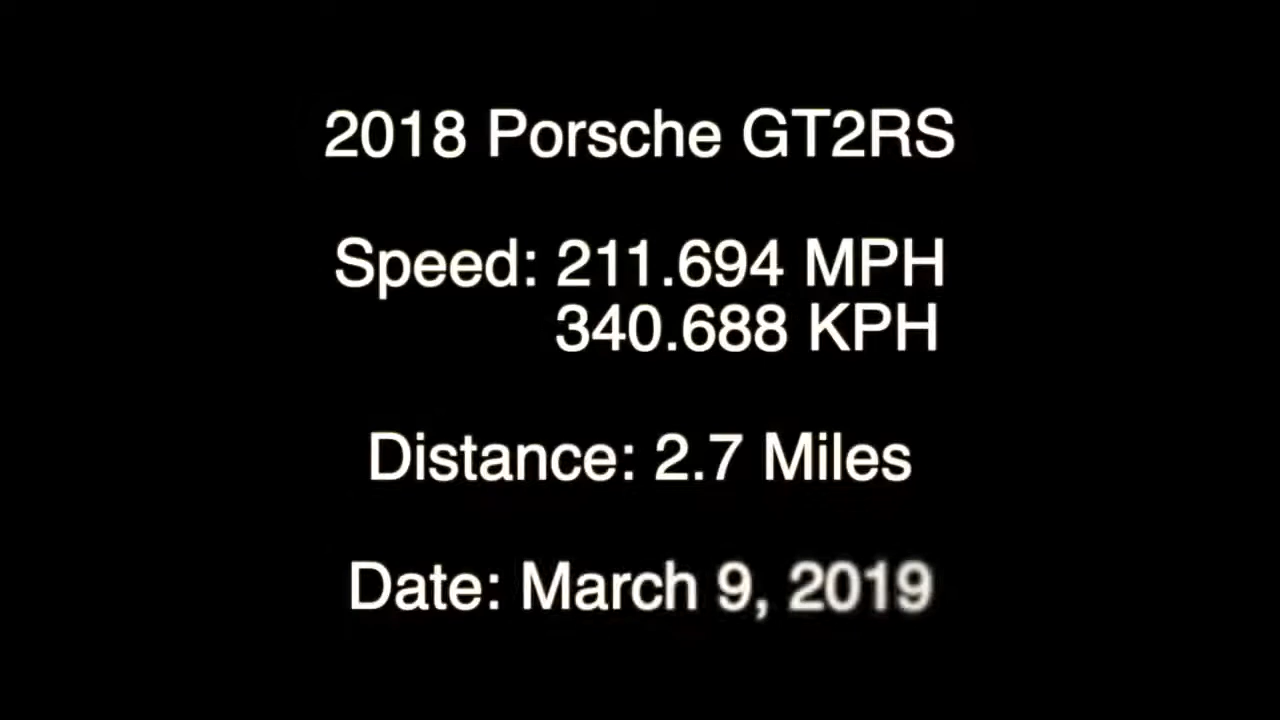 2018 Porsche GT2RS
Speed: 211.694 MPH
340.688 KPH
Distance: 2.7 Miles
Date: March 9, 2019